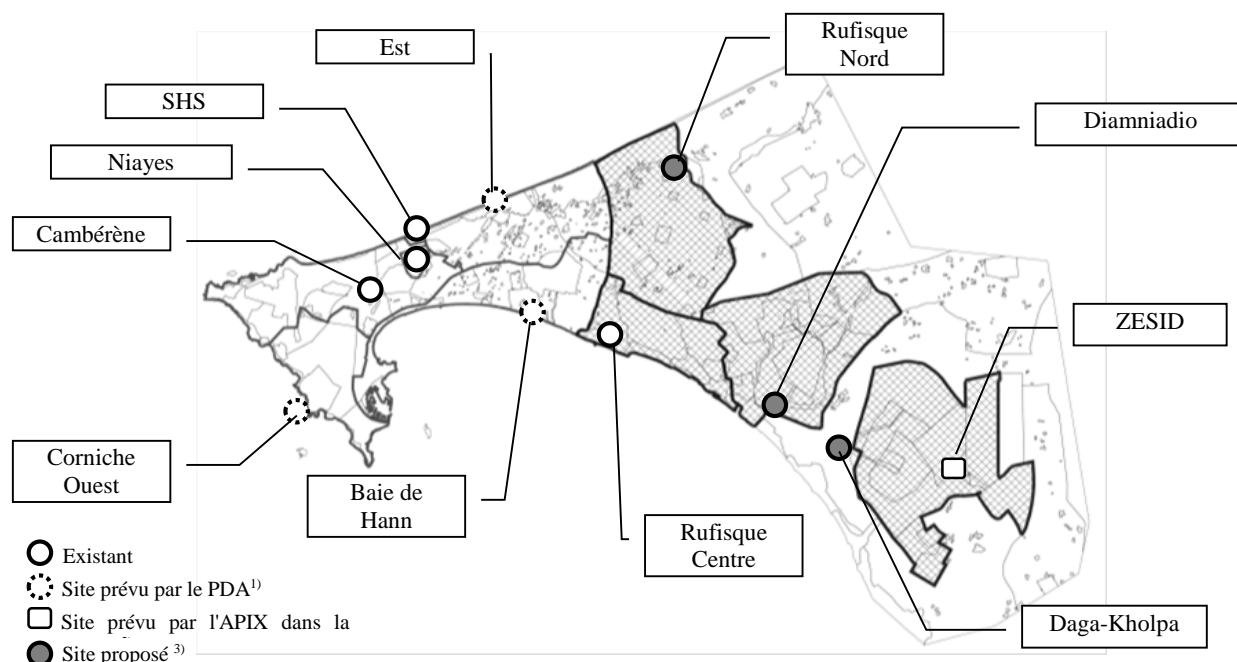 Est
Rufisque
Nord
SHS
Diamniadio
Niayes
Cambérène
ZESID
Corniche
Ouest
Baie de
Hann
Rufisque
Centre
Daga-Kholpa
Existant
Site prévu par le PDA1)
Site prévu par l'APIX dans la
Site proposé 3)